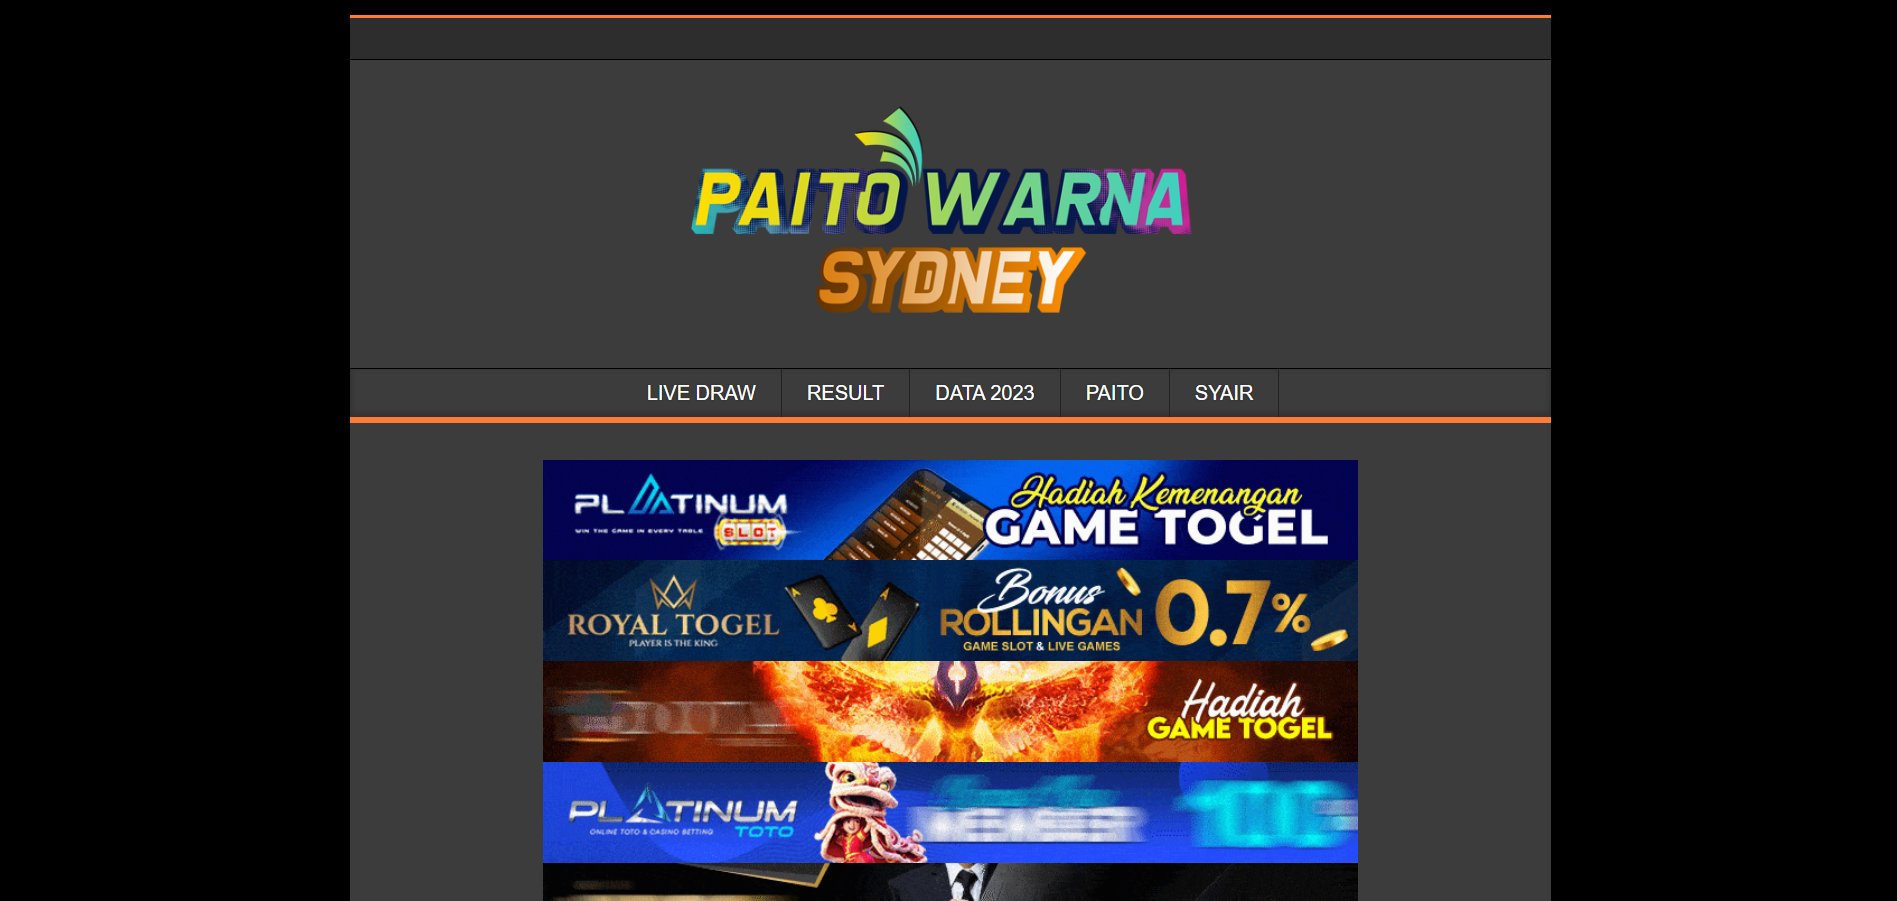 PAITO WARNA
SYDNEY
LIVE DRAW
RESULT
DATA 2023
PAITO
SYAIR
PLATINUM
WIN THE GAME IN EVERY TABLE
SLOT
Hadiah Kemenangan
GAME TOGEL
ROYAL TOGEL
PLAYER IS THE KING
Bonus
ROLLINGAN
GAME SLOT & LIVE GAMES
0.7%
Hadiah
GAME TOGEL
PLATINUM
TOTO
ONLINE TOTO & CASINO BETTING